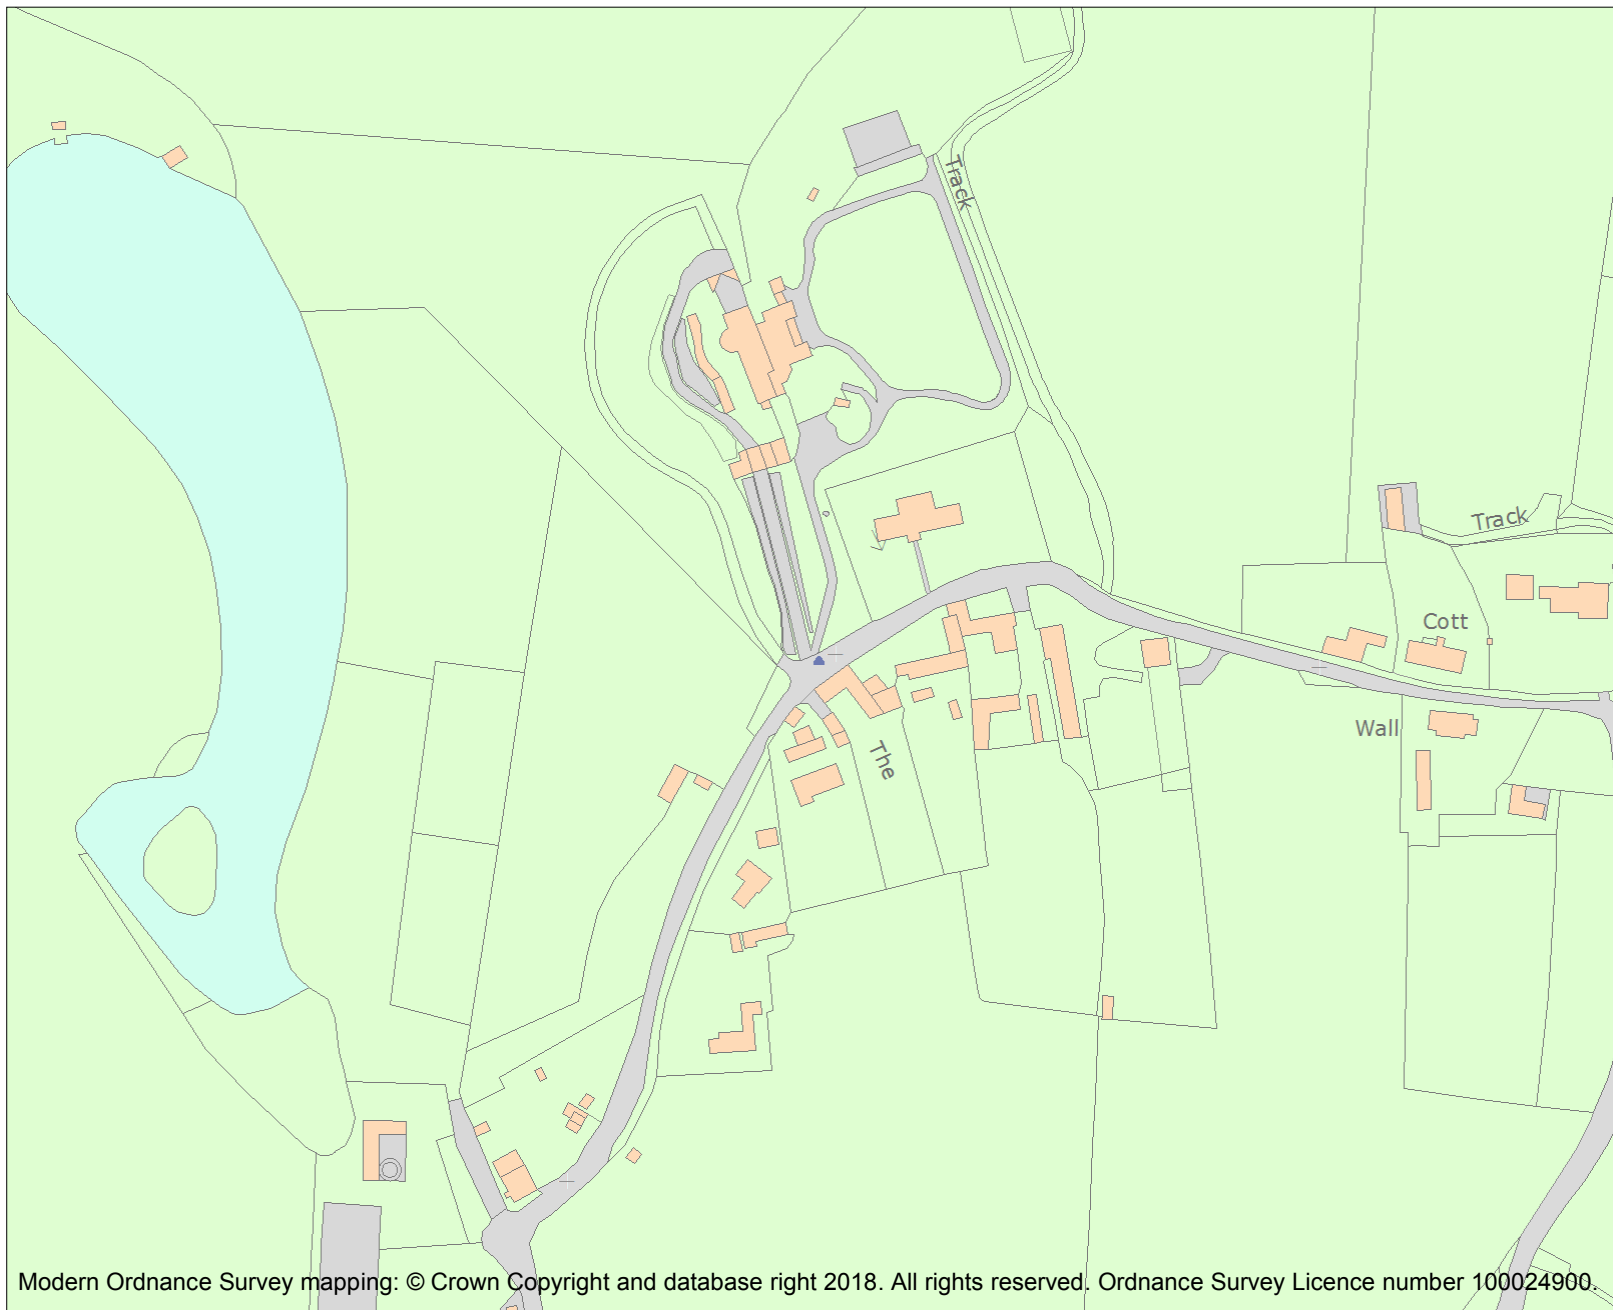 Track
Track
Cott
Wall
The
Modern Ordnance Survey mapping: © Crown Copyright and database right 2018. All rights reserved. Ordnance Survey Licence number 100024900.